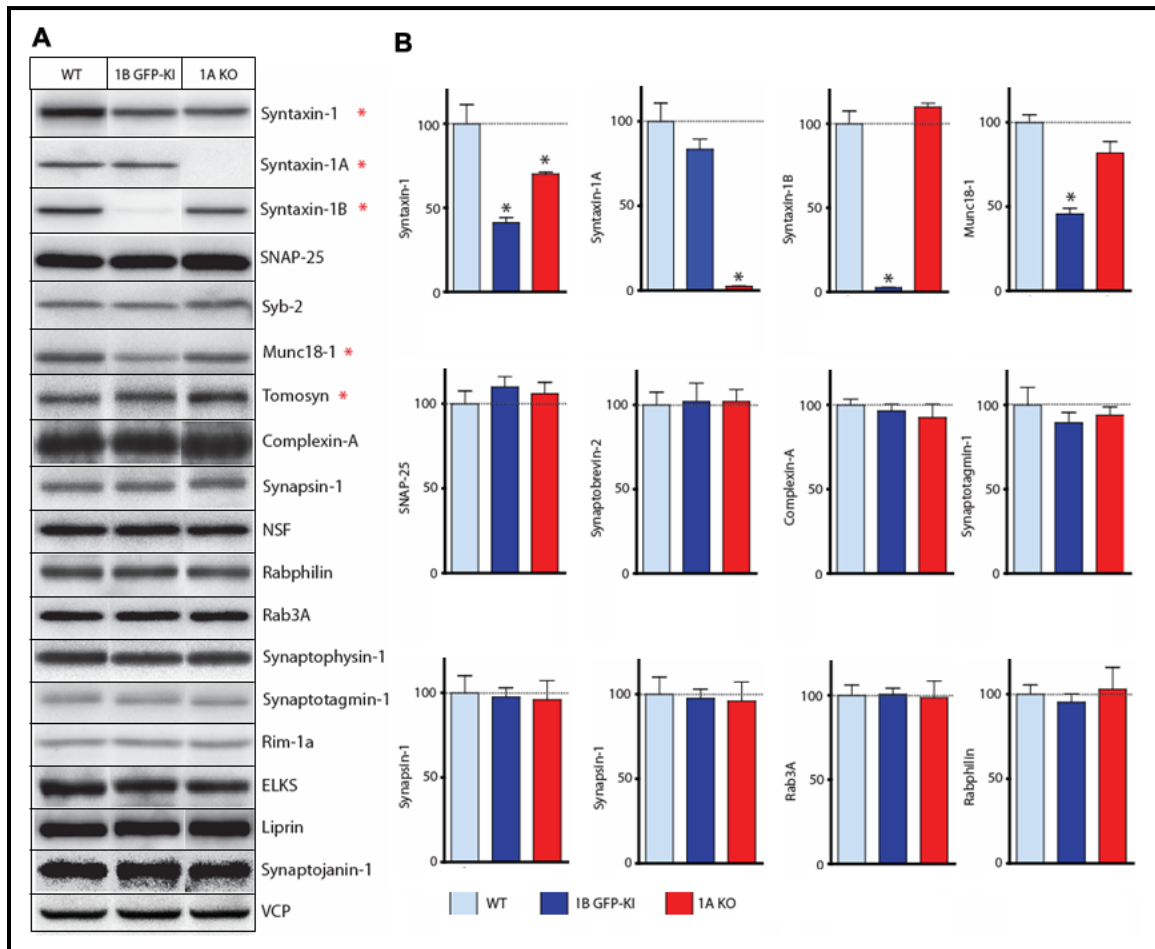 A
WT 1B GFP-KI 1A KO
Syntaxin-1 *
Syntaxin-1A *
Syntaxin-1B *
SNAP-25
Syb-2
Munc18-1 *
Tomosyn *
Complexin-A
Synapsin-1
NSF
Rabphilin
Rab3A
Synaptophysin-1
Synaptotagmin-1
Rim-1a
ELKS
Liprin
Synaptojanin-1
VCP
B
Syntaxin-1
100
50
0
*
*
Syntaxin-1A
100
50
0
*
Syntaxin-1B
100
50
0
*
Munc18-1
100
50
0
*
SNAP-25
100
50
0
Synaptobrevin-2
100
50
0
Complexin-A
100
50
0
Synaptotagmin-1
100
50
0
Synapsin-1
100
50
0
Synapsin-1
100
50
0
Rab3A
100
50
0
Rabphilin
100
50
0
WT 1B GFP-KI 1A KO